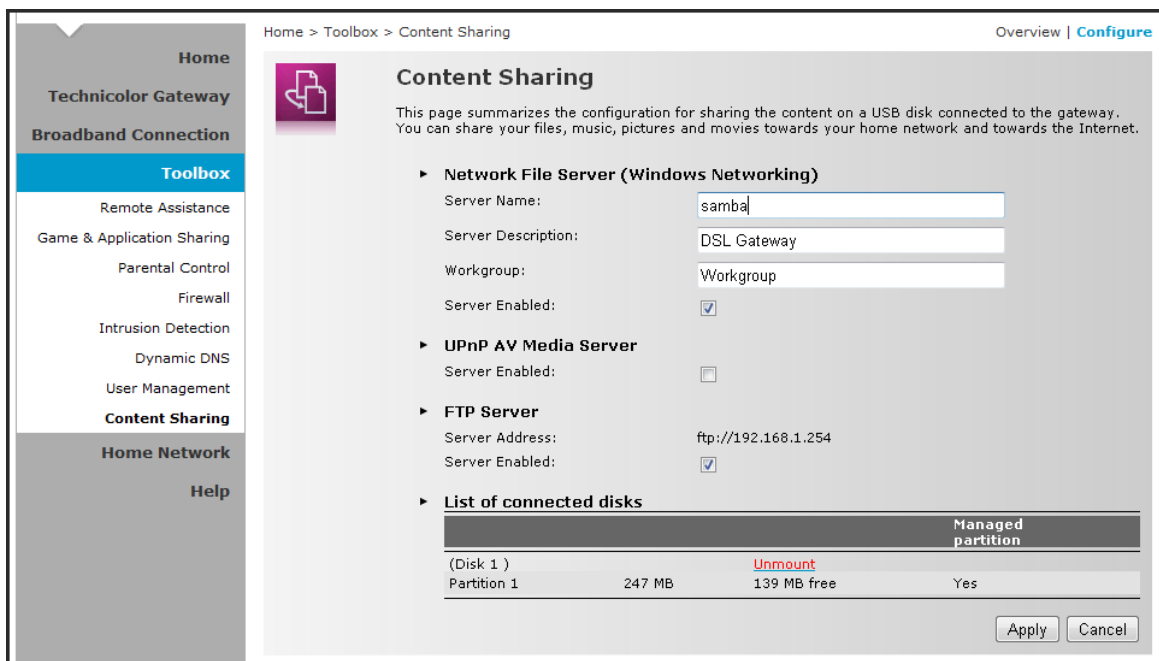 Home > Toolbox > Content Sharing
Overview | Configure
Home
Technicolor Gateway
Broadband Connection
Toolbox
Remote Assistance
Game & Application Sharing
Parental Control
Firewall
Intrusion Detection
Dynamic DNS
User Management
Content Sharing
Home Network
Help
Content Sharing
This page summarizes the configuration for sharing the content on a USB disk connected to the gateway.
You can share your files, music, pictures and movies towards your home network and towards the Internet.
Network File Server (Windows Networking)
Server Name: samba
Server Description: DSL Gateway
Workgroup: Workgroup
Server Enabled:
UPnP AV Media Server
Server Enabled:
FTP Server
Server Address: ftp://192.168.1.254
Server Enabled:
List of connected disks
Managed
partition
(Disk 1 ) Unmount
Partition 1 247 MB 139 MB free Yes
Apply Cancel